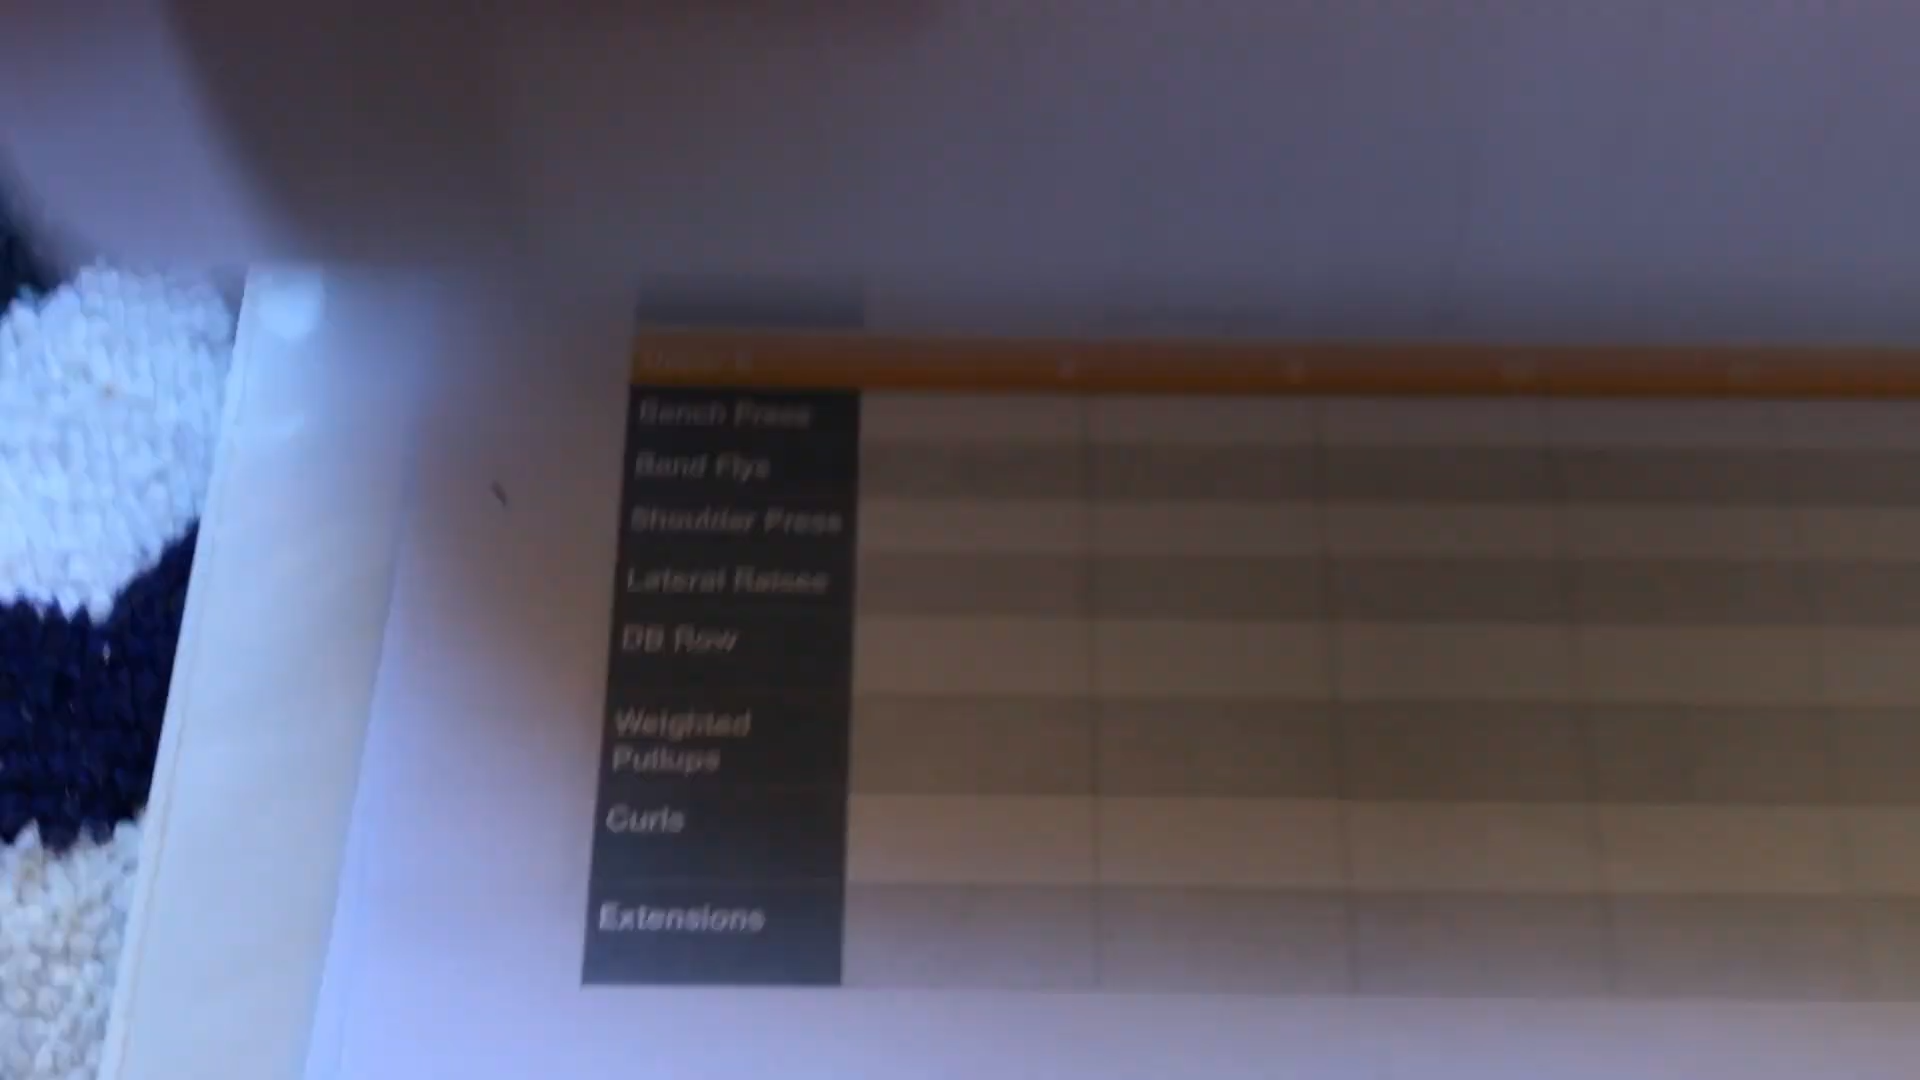 Bench Press
Band Flys
Shoulder Press
Lateral Raises
DB Row
Weighted
Pullups
Curls
Extensions